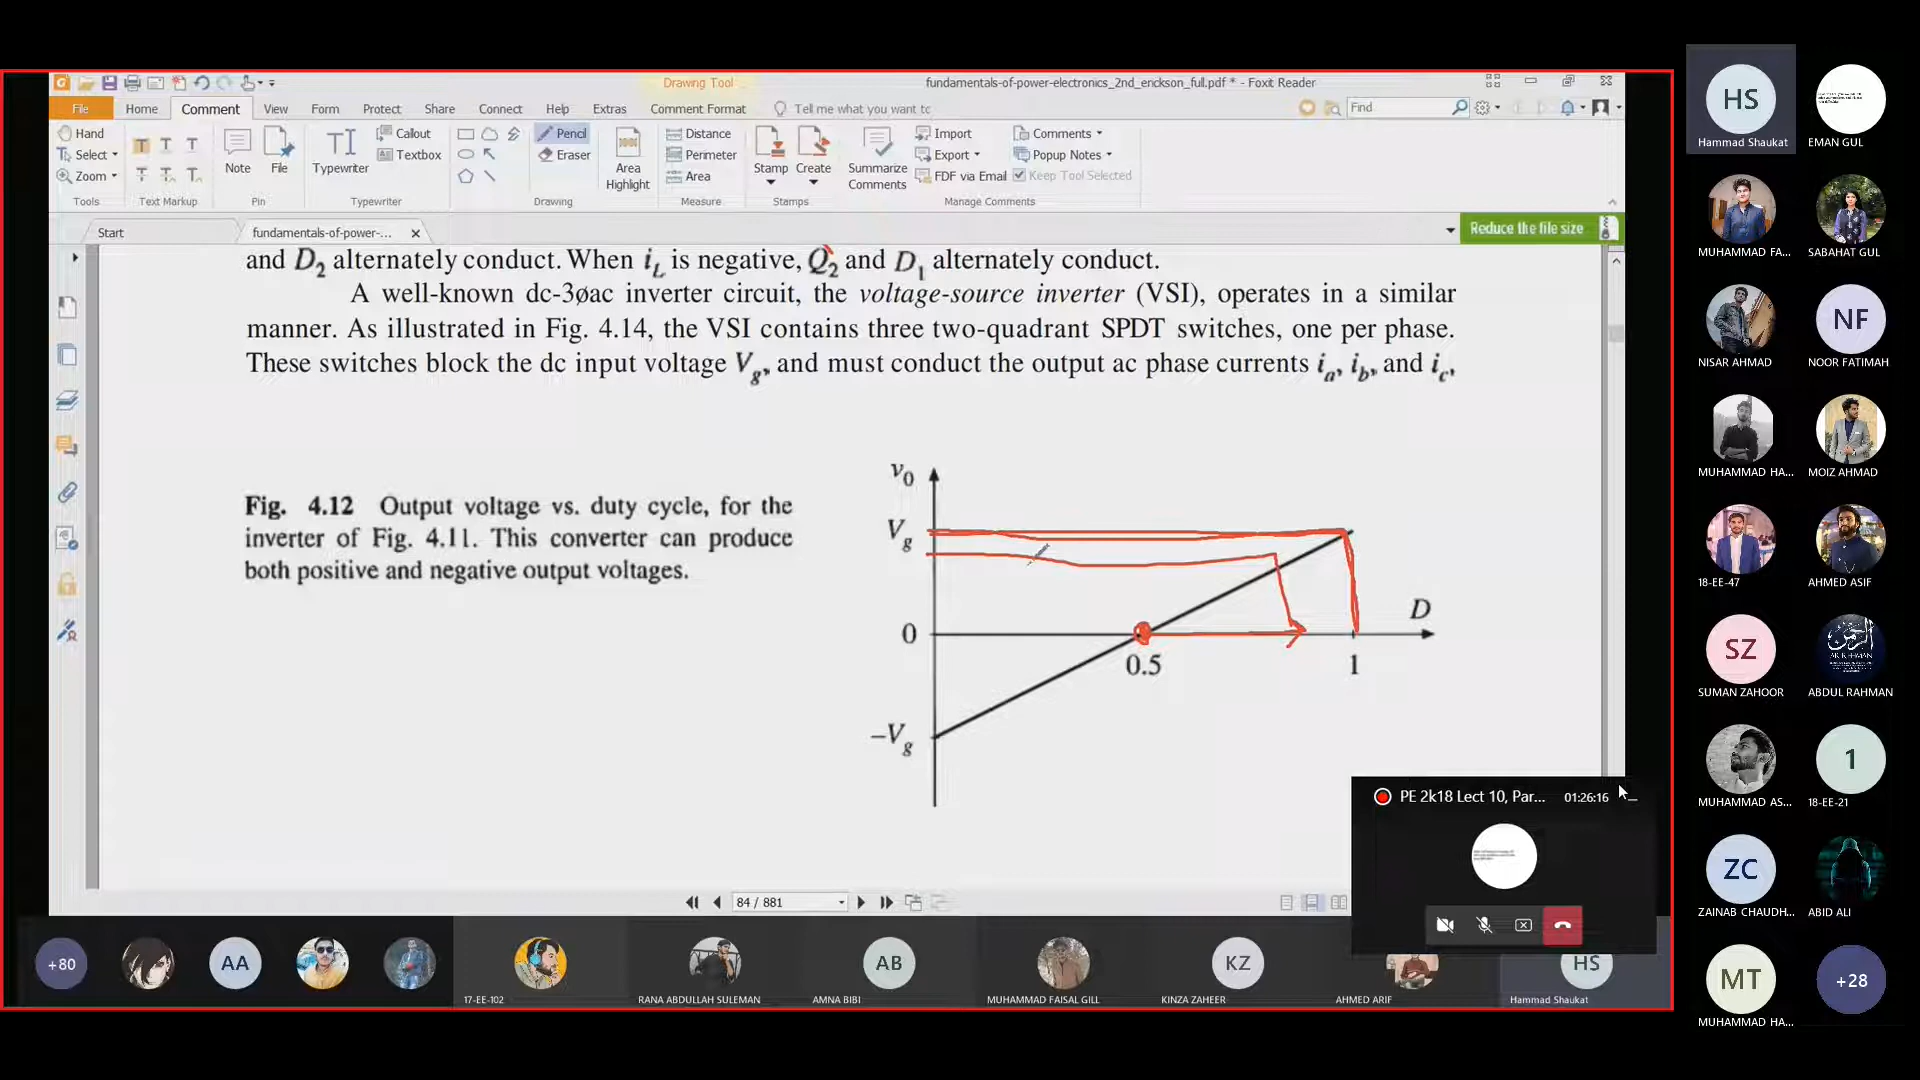 Drawing Tool
fundamentals-of-power-electronics_2nd_erickson_full.pdf * - Foxit Reader
File Home Comment View Form Protect Share Connect Help Extras Comment Format Tell me what you want to Find
Hand
Select
Zoom
Tools
Text Markup
Note
File
Pin
Typewriter
Callout
Textbox
Typewriter
Pencil
Eraser
Area Highlight
Drawing
Distance
Perimeter
Area
Measure
Stamp
Create
Stamps
Summarize Comments
Import
Export
FDF via Email
Comments
Popup Notes
Keep Tool Selected
Manage Comments
Start
fundamentals-of-power-...
Reduce the file size
and D2 alternately conduct. When iL is negative, Q2 and D1 alternately conduct.
A well-known dc-3øac inverter circuit, the voltage-source inverter (VSI), operates in a similar
manner. As illustrated in Fig. 4.14, the VSI contains three two-quadrant SPDT switches, one per phase.
These switches block the dc input voltage Vg, and must conduct the output ac phase currents ia, ib, and ic,
Fig. 4.12 Output voltage vs. duty cycle, for the
inverter of Fig. 4.11. This converter can produce
both positive and negative output voltages.
v0
Vg
0
–Vg
0.5
1
D
84 / 881
PE 2k18 Lect 10, Par... 01:26:16
+80
AA
17-EE-102
RANA ABDULLAH SULEMAN
AB
AMNA BIBI
MUHAMMAD FAISAL GILL
KZ
KINZA ZAHEER
AHMED ARIF
HS
Hammad Shaukat
HS
Hammad Shaukat
EMAN GUL
MUHAMMAD FA...
SABAHAT GUL
NISAR AHMAD
NF
NOOR FATIMAH
MUHAMMAD HA...
MOIZ AHMAD
18-EE-47
AHMED ASIF
SZ
SUMAN ZAHOOR
ABDUL RAHMAN
MUHAMMAD AS...
1
18-EE-21
ZC
ZAINAB CHAUDH...
ABID ALI
MT
MUHAMMAD HA...
+28